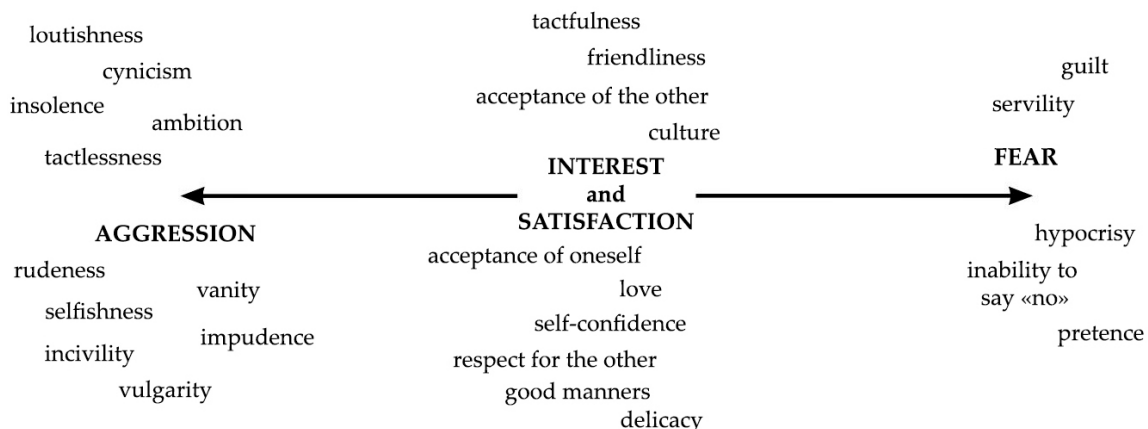 loutishness
cynicism
insolence
ambition
tactlessness
AGGRESSION
rudeness
vanity
selfishness
impudence
incivility
vulgarity
tactfulness
friendliness
acceptance of the other
culture
INTEREST
and
SATISFACTION
acceptance of oneself
love
self-confidence
respect for the other
good manners
delicacy
guilt
servility
FEAR
hypocrisy
inability to
say «no»
pretence